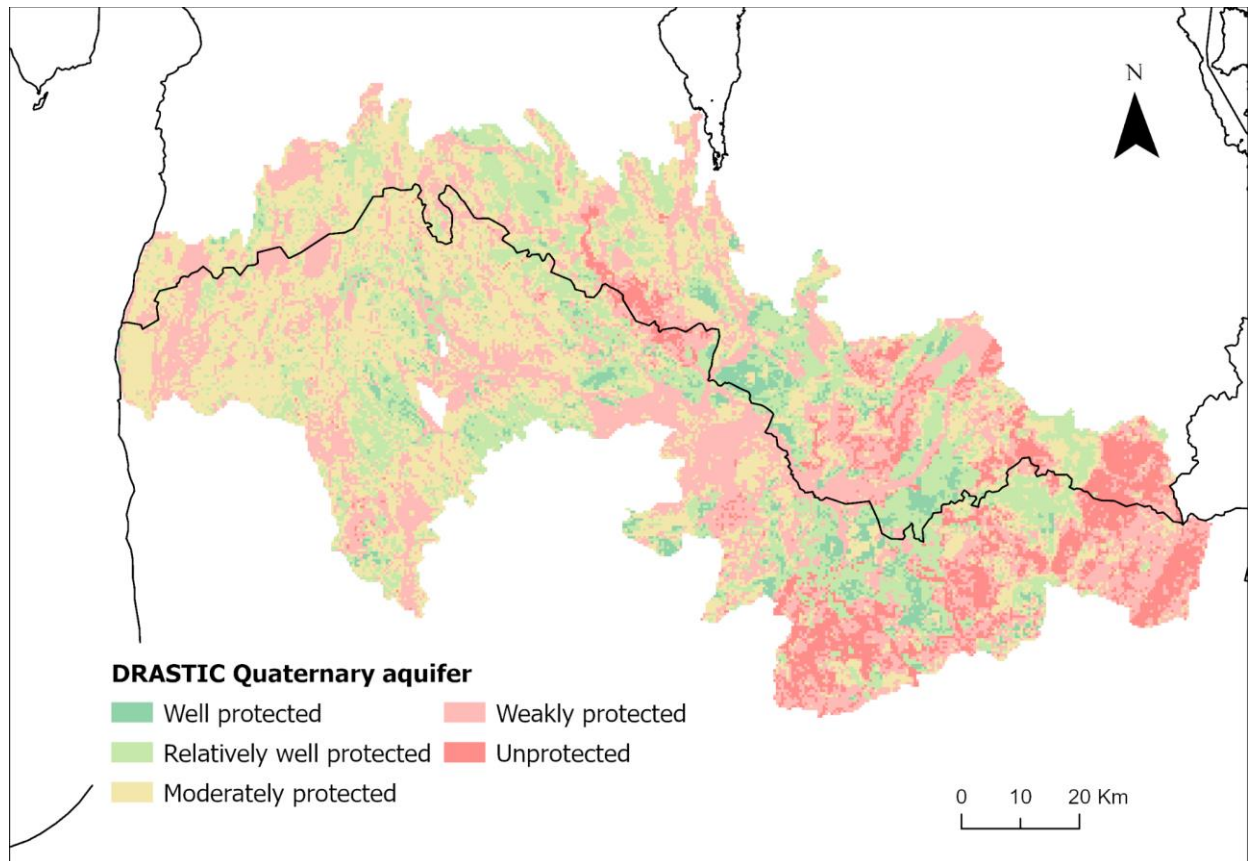 N
DRASTIC Quaternary aquifer
Well protected
Weakly protected
Relatively well protected
Unprotected
Moderately protected
0 10 20 Km